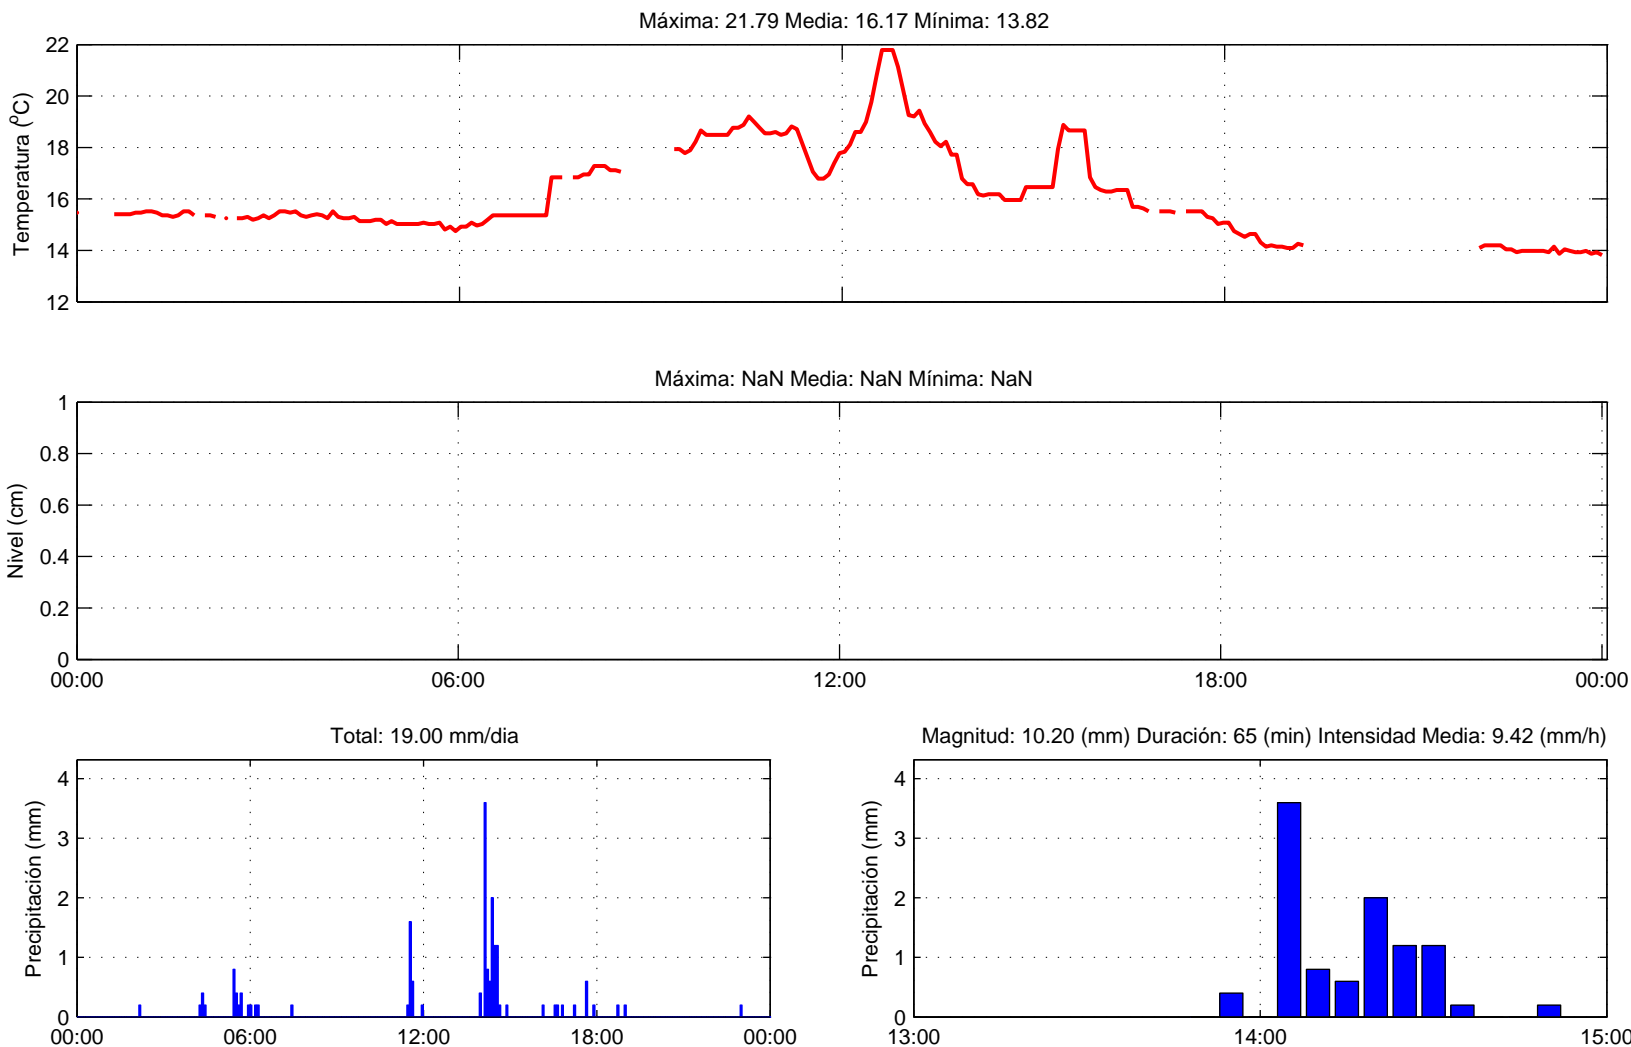 Máxima: 21.79 Media: 16.17 Mínima: 13.82
Temperatura (ºC)
22
20
18
16
14
12
Máxima: NaN Media: NaN Mínima: NaN
Nivel (cm)
1
0.8
0.6
0.4
0.2
0
00:00 06:00 12:00 18:00 00:00
Total: 19.00 mm/dia
Precipitación (mm)
4
3
2
1
0
00:00 06:00 12:00 18:00 00:00
Magnitud: 10.20 (mm) Duración: 65 (min) Intensidad Media: 9.42 (mm/h)
Precipitación (mm)
4
3
2
1
0
13:00 14:00 15:00